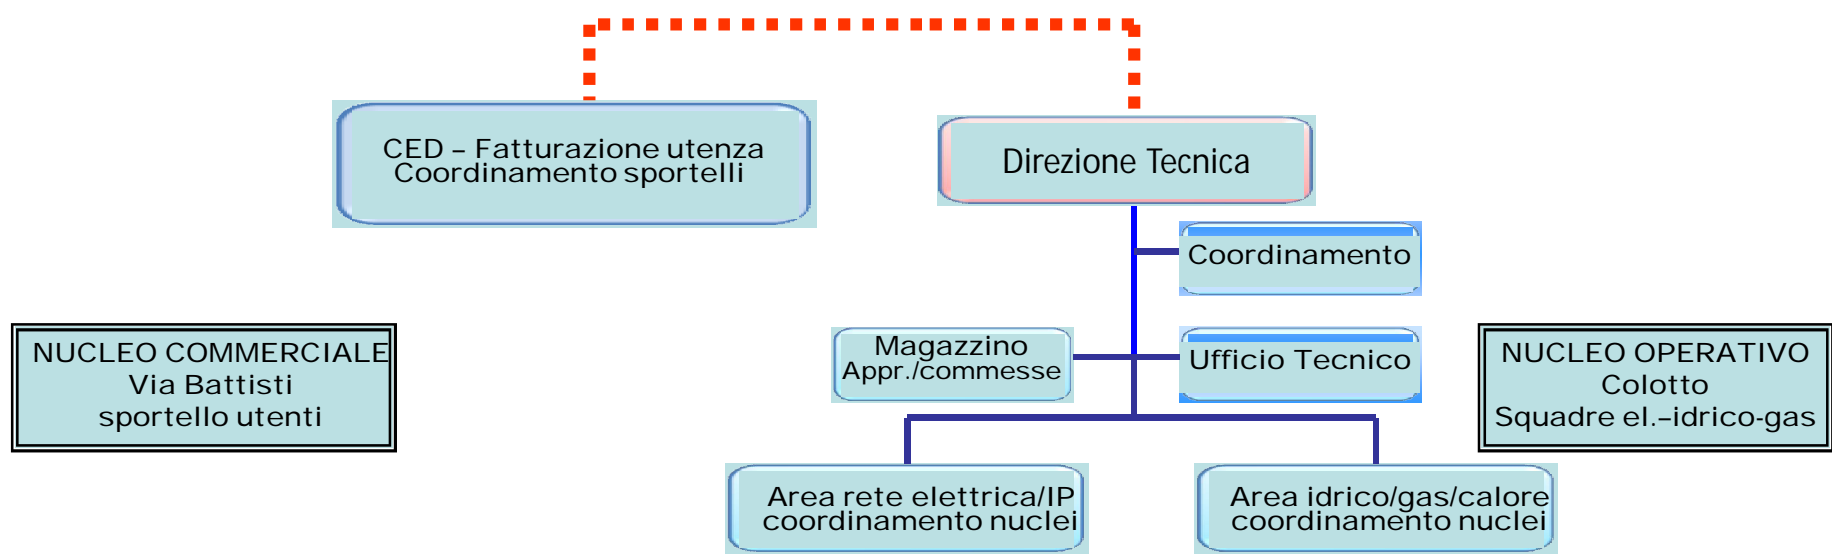 CED – Fatturazione utenza
Coordinamento sportelli
Direzione Tecnica
Coordinamento
NUCLEO COMMERCIALE
Via Battisti
sportello utenti
Magazzino
Appr./commesse
Ufficio Tecnico
NUCLEO OPERATIVO
Colotto
Squadre el.–idrico-gas
Area rete elettrica/IP
coordinamento nuclei
Area idrico/gas/calore
coordinamento nuclei